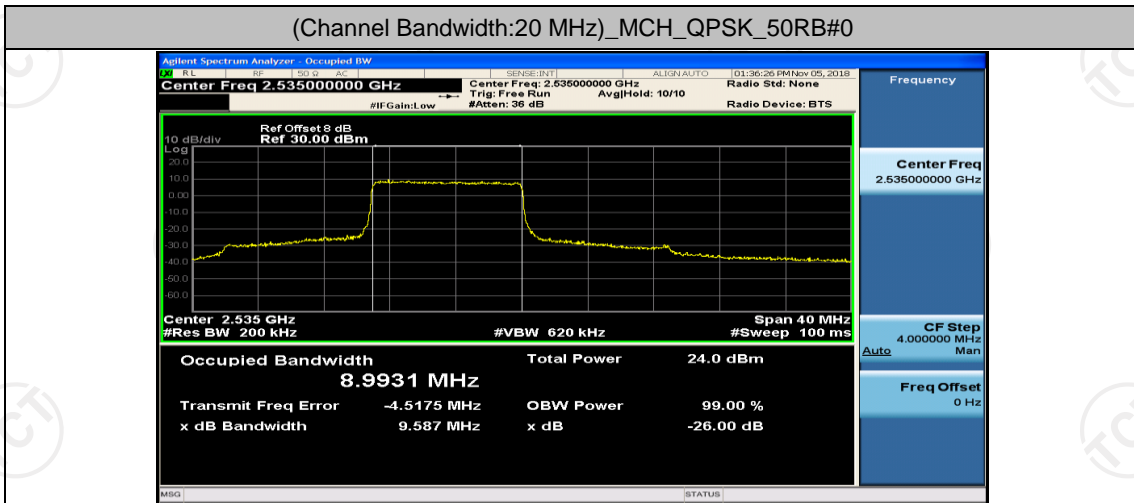 (Channel Bandwidth:20 MHz)_MCH_QPSK_50RB#0
Agilent Spectrum Analyzer - Occupied BW
LXI RL RF 50 Ω AC SENSE:INT ALIGN AUTO 01:36:26 PM Nov 05, 2018
Center Freq 2.535000000 GHz
Center Freq: 2.535000000 GHz
Radio Std: None
Trig: Free Run Avg|Hold: 10/10
#IFGain:Low
#Atten: 36 dB
Radio Device: BTS
Ref Offset 8 dB
10 dB/div Ref 30.00 dBm
Log
20.0
10.0
0.00
-10.0
-20.0
-30.0
-40.0
-50.0
-60.0
Center 2.535 GHz
Span 40 MHz
#Res BW 200 kHz
#VBW 620 kHz
#Sweep 100 ms
Occupied Bandwidth
Total Power 24.0 dBm
8.9931 MHz
Transmit Freq Error -4.5175 MHz
OBW Power 99.00 %
x dB Bandwidth 9.587 MHz
x dB -26.00 dB
MSG
STATUS
Frequency
Center Freq
2.535000000 GHz
CF Step
4.000000 MHz
Auto Man
Freq Offset
0 Hz
TCT
TCT